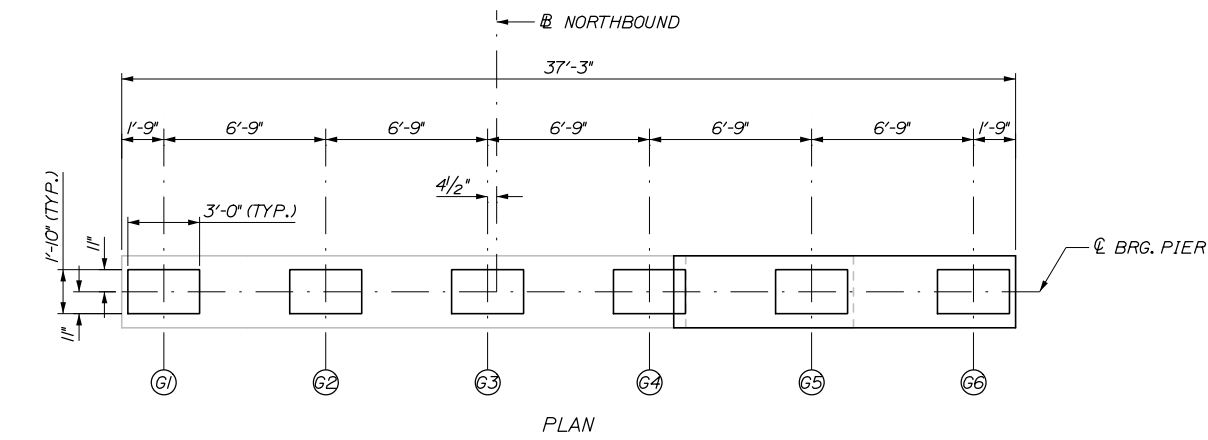 ℔ NORTHBOUND
37'-3"
1'-9"
6'-9"
6'-9"
6'-9"
6'-9"
6'-9"
1'-9"
4½"
1'-10" (TYP.)
11"
3'-0" (TYP.)
℄ BRG. PIER
11"
G1
G2
G3
G4
G5
G6
PLAN